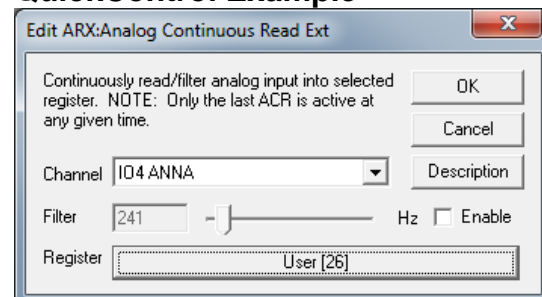 QuickControl Example
Edit ARX:Analog Continuous Read Ext
Continuously read/filter analog input into selected
register. NOTE: Only the last ACR is active at
any given time.
OK
Cancel
Channel IO4 ANNA Description
Filter 241 Hz Enable
Register User [26]